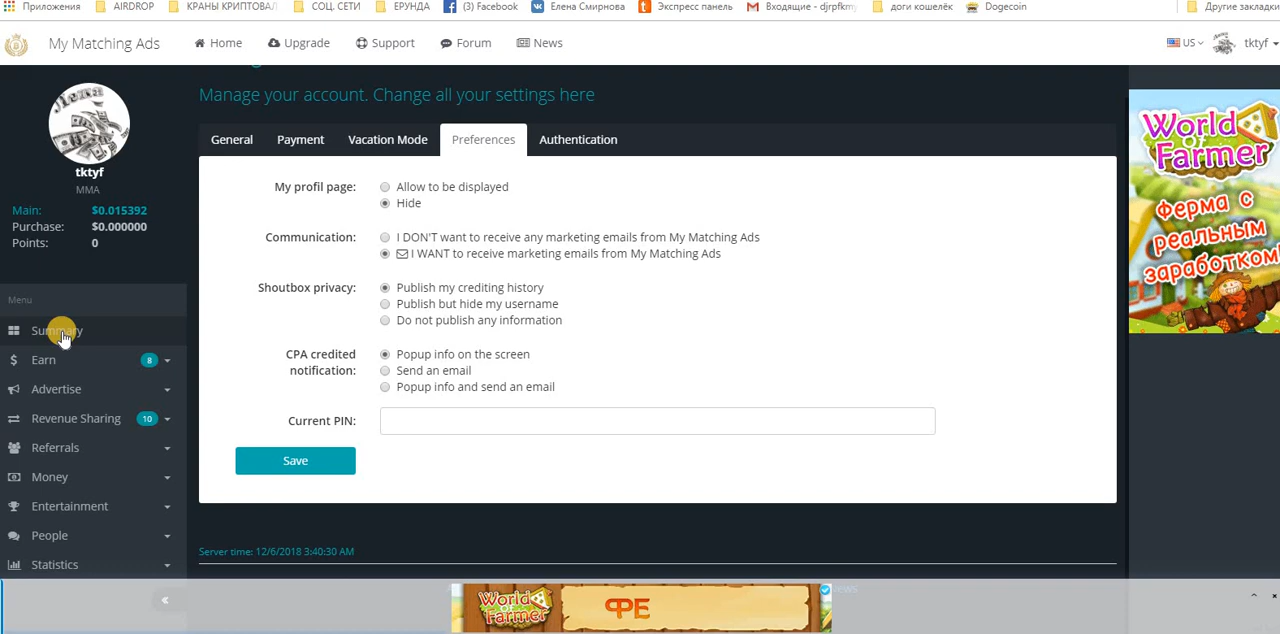 Приложения AIRDROP КРАНЫ КРИПТОВАЛ СОЦ. СЕТИ ЕРУНДА (3) Facebook Елена Смирнова Экспресс панель Входящие - djrpfkmy доги кошелёк Dogecoin Другие закладки
My Matching Ads Home Upgrade Support Forum News US tktyf
Manage your account. Change all your settings here
General Payment Vacation Mode Preferences Authentication
tktyf
MMA
Main: $0.015392
Purchase: $0.000000
Points: 0
Menu
Summary
Earn 8
Advertise
Revenue Sharing 10
Referrals
Money
Entertainment
People
Statistics
My profil page: Allow to be displayed
Hide
Communication: I DON'T want to receive any marketing emails from My Matching Ads
I WANT to receive marketing emails from My Matching Ads
Shoutbox privacy: Publish my crediting history
Publish but hide my username
Do not publish any information
CPA credited Popup info on the screen
notification: Send an email
Popup info and send an email
Current PIN:
Save
Server time: 12/6/2018 3:40:30 AM
World
of
Farmer
Ферма с
реальным
заработком!
World
of Farmer
ФЕ